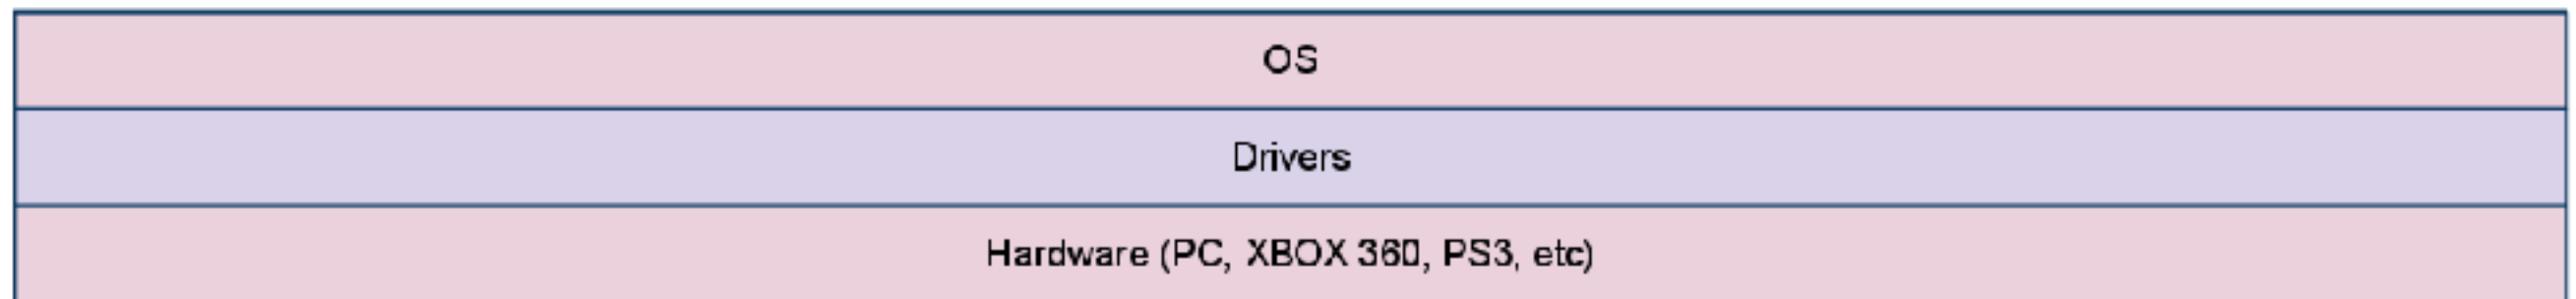 OS
Drivers
Hardware (PC, XBOX 360, PS3, etc)